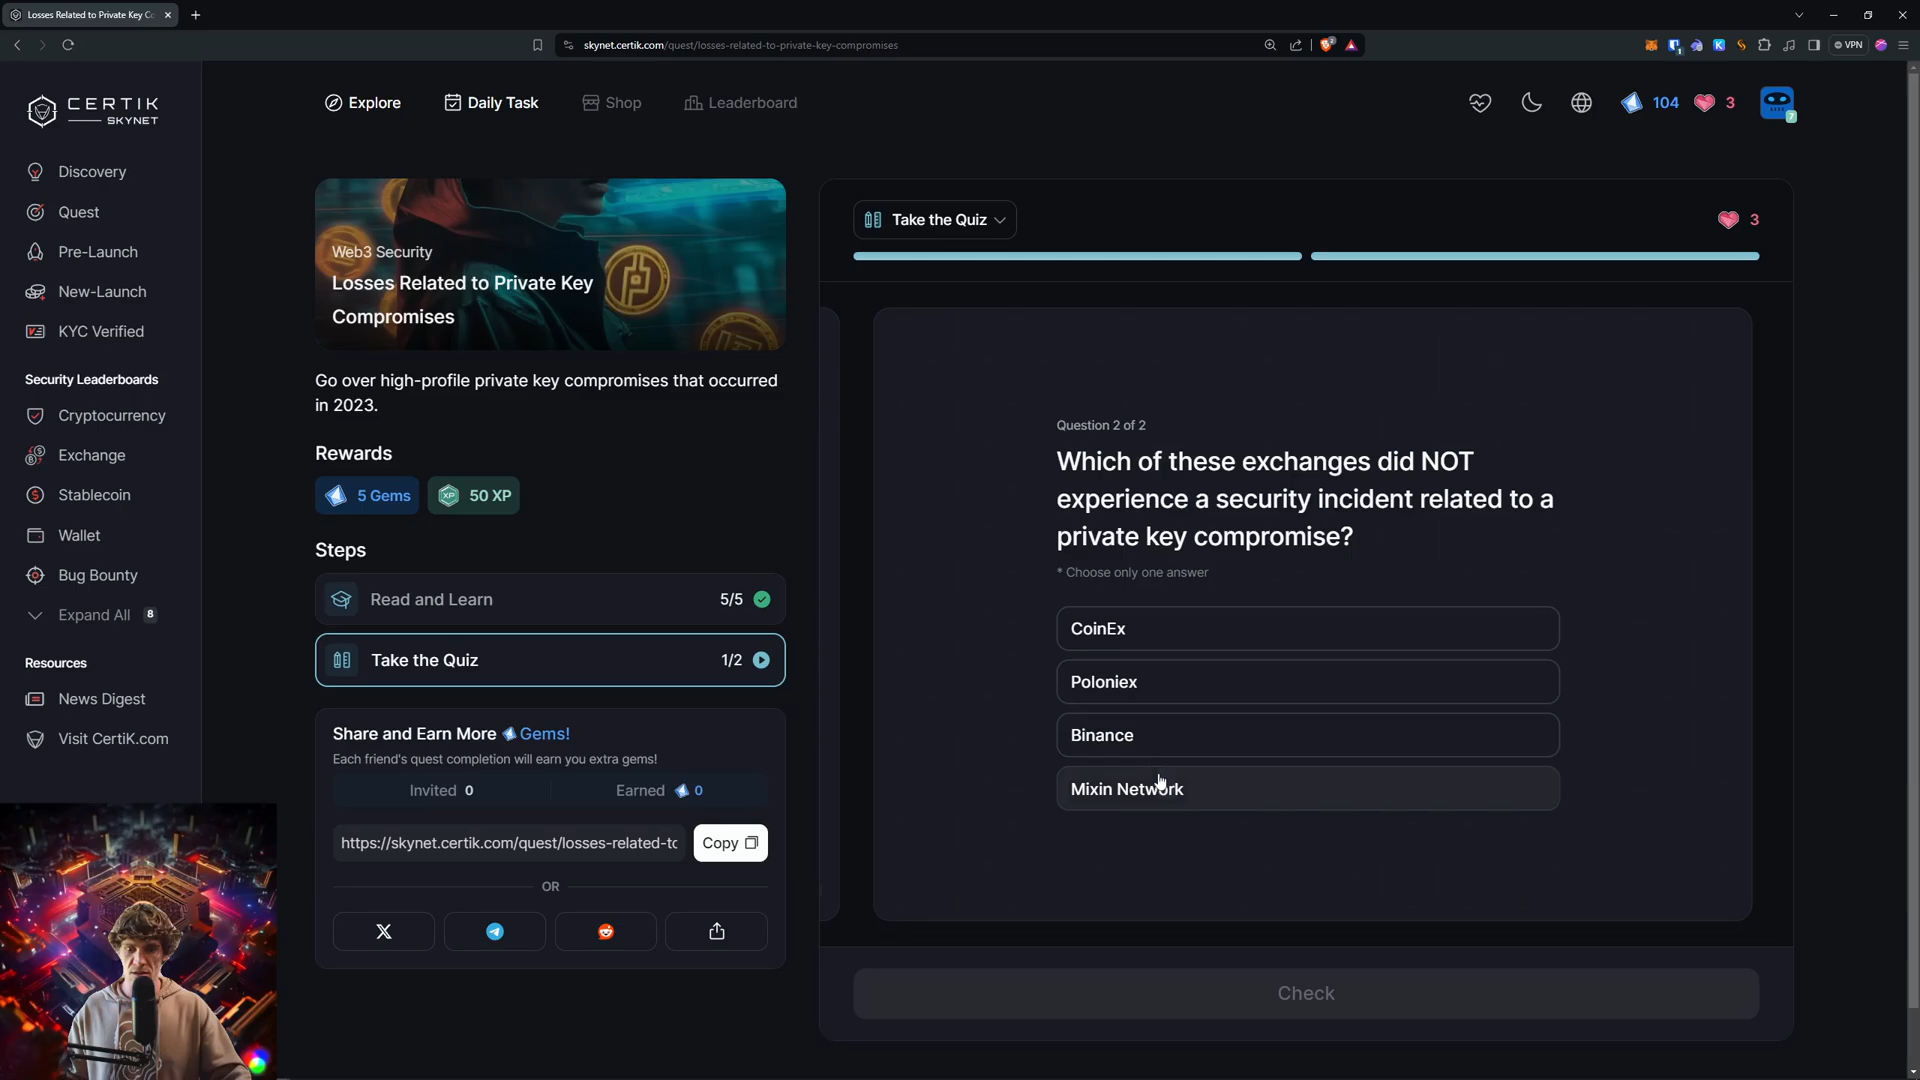 Losses Related to Private Key C
skynet.certik.com/quest/losses-related-to-private-key-compromises
VPN
CERTIK
SKYNET
Explore
Daily Task
Shop
Leaderboard
104
3
7
Discovery
Quest
Pre-Launch
New-Launch
KYC Verified
Security Leaderboards
Cryptocurrency
Exchange
Stablecoin
Wallet
Bug Bounty
Expand All 8
Resources
News Digest
Visit CertiK.com
Web3 Security
Losses Related to Private Key
Compromises
Go over high-profile private key compromises that occurred
in 2023.
Rewards
5 Gems
XP 50 XP
Steps
Read and Learn 5/5
Take the Quiz 1/2
Share and Earn More Gems!
Each friend's quest completion will earn you extra gems!
Invited 0
Earned 0
https://skynet.certik.com/quest/losses-related-to
Copy
OR
Take the Quiz
3
Question 2 of 2
Which of these exchanges did NOT
experience a security incident related to a
private key compromise?
* Choose only one answer
CoinEx
Poloniex
Binance
Mixin Network
Check